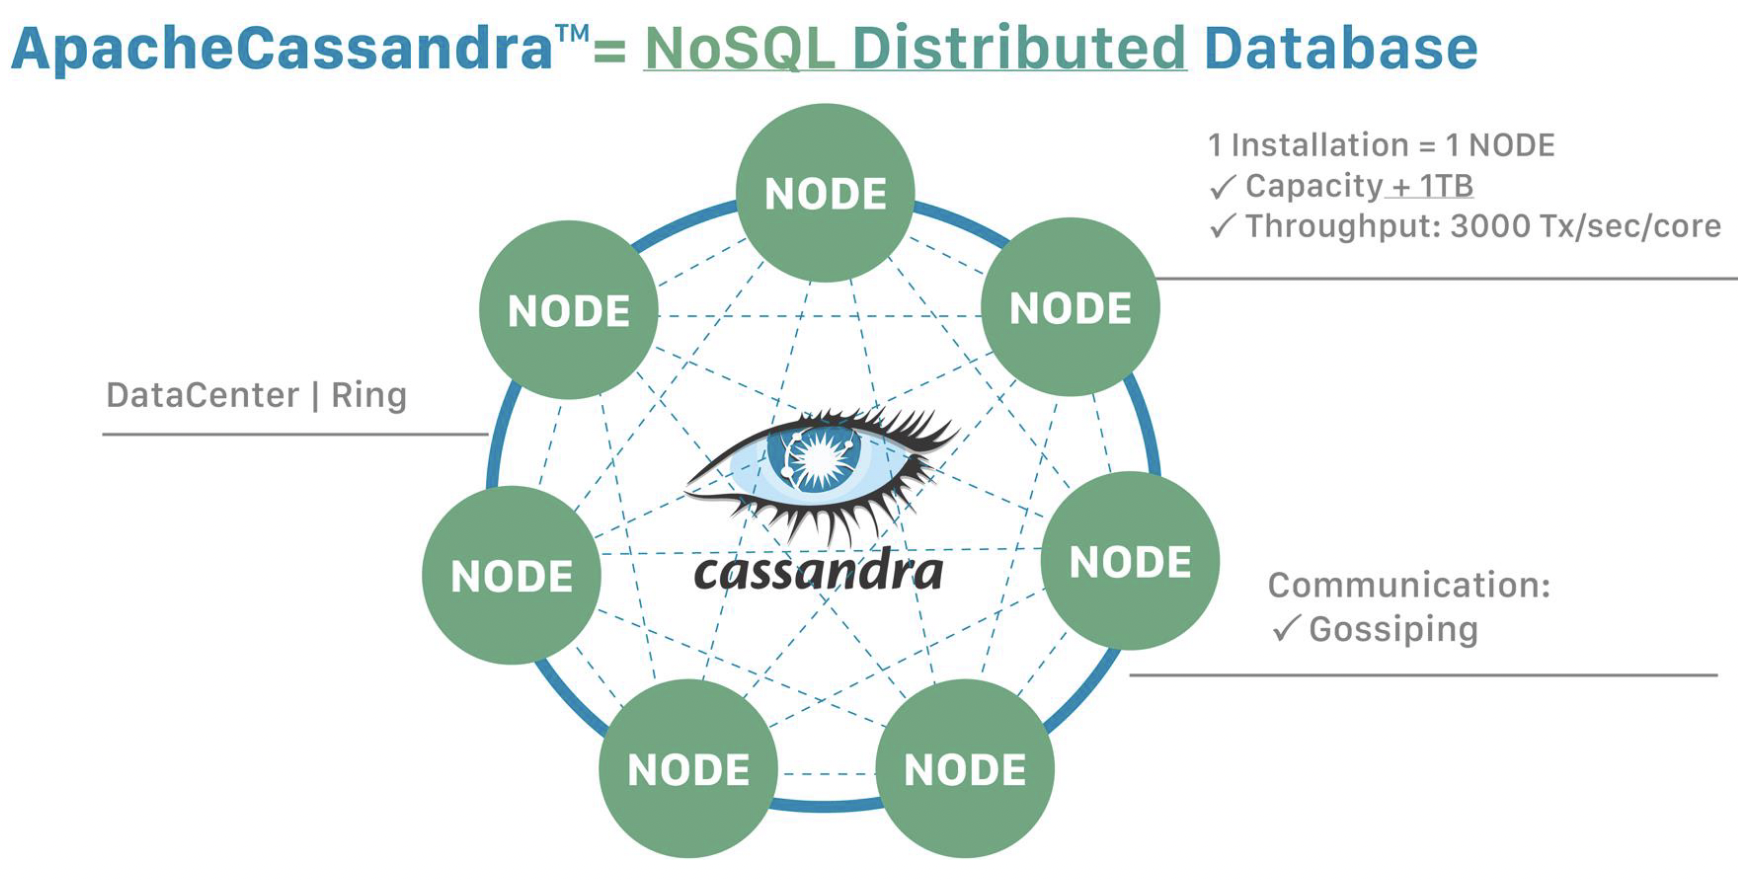 ApacheCassandra™= NoSQL Distributed Database
NODE
1 Installation = 1 NODE
✓ Capacity + 1TB
✓ Throughput: 3000 Tx/sec/core
NODE
NODE
DataCenter | Ring
cassandra
NODE
NODE
Communication:
✓ Gossiping
NODE
NODE